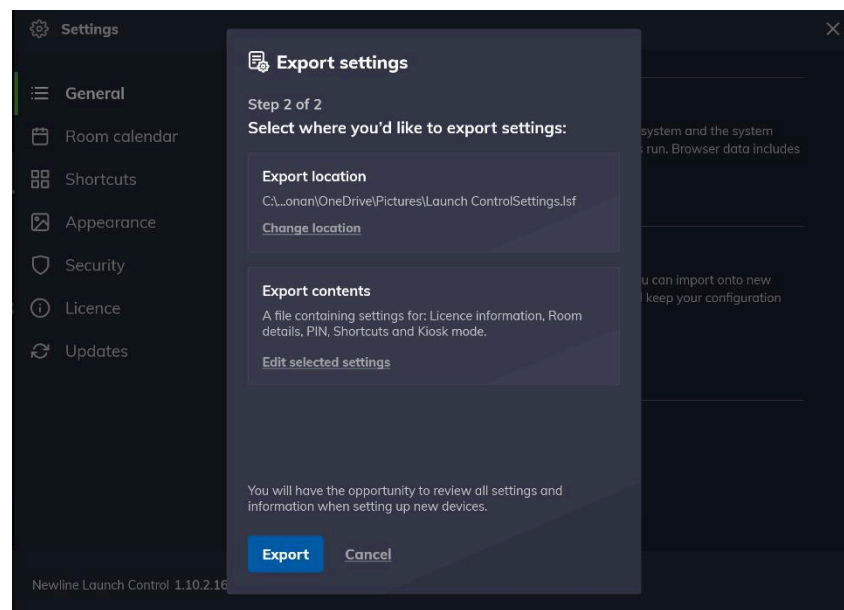 Settings
Export settings
General
Step 2 of 2
Select where you'd like to export settings:
Room calendar
system and the system
run. Browser data includes
Shortcuts
Export location
C:\...onan\OneDrive\Pictures\Launch ControlSettings.lsf
Appearance
Change location
Security
u can import onto new
Export contents
keep your configuration
Licence
A file containing settings for: Licence information, Room
details, PIN, Shortcuts and Kiosk mode.
Updates
Edit selected settings
You will have the opportunity to review all settings and
information when setting up new devices.
Export
Cancel
Newline Launch Control 1.10.2.16